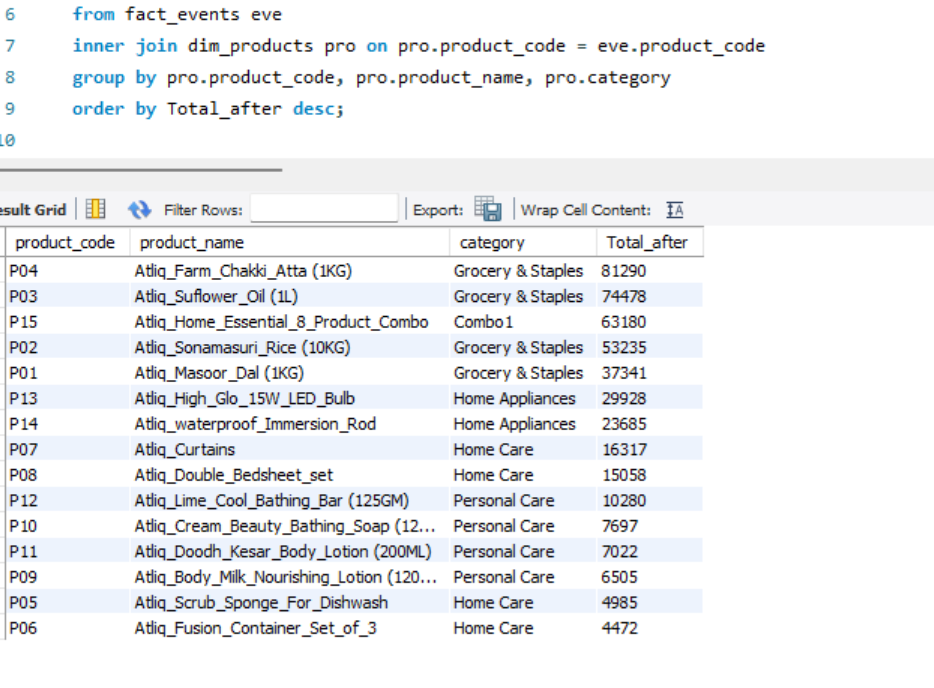 6 from fact_events eve
7 inner join dim_products pro on pro.product_code = eve.product_code
8 group by pro.product_code, pro.product_name, pro.category
9 order by Total_after desc;
10
esult Grid Filter Rows: Export: Wrap Cell Content: IA
product_code product_name category Total_after
P04 Atliq_Farm_Chakki_Atta (1KG) Grocery & Staples 81290
P03 Atliq_Suflower_Oil (1L) Grocery & Staples 74478
P15 Atliq_Home_Essential_8_Product_Combo Combo1 63180
P02 Atliq_Sonamasuri_Rice (10KG) Grocery & Staples 53235
P01 Atliq_Masoor_Dal (1KG) Grocery & Staples 37341
P13 Atliq_High_Glo_15W_LED_Bulb Home Appliances 29928
P14 Atliq_waterproof_Immersion_Rod Home Appliances 23685
P07 Atliq_Curtains Home Care 16317
P08 Atliq_Double_Bedsheet_set Home Care 15058
P12 Atliq_Lime_Cool_Bathing_Bar (125GM) Personal Care 10280
P10 Atliq_Cream_Beauty_Bathing_Soap (12... Personal Care 7697
P11 Atliq_Doodh_Kesar_Body_Lotion (200ML) Personal Care 7022
P09 Atliq_Body_Milk_Nourishing_Lotion (120... Personal Care 6505
P05 Atliq_Scrub_Sponge_For_Dishwash Home Care 4985
P06 Atliq_Fusion_Container_Set_of_3 Home Care 4472